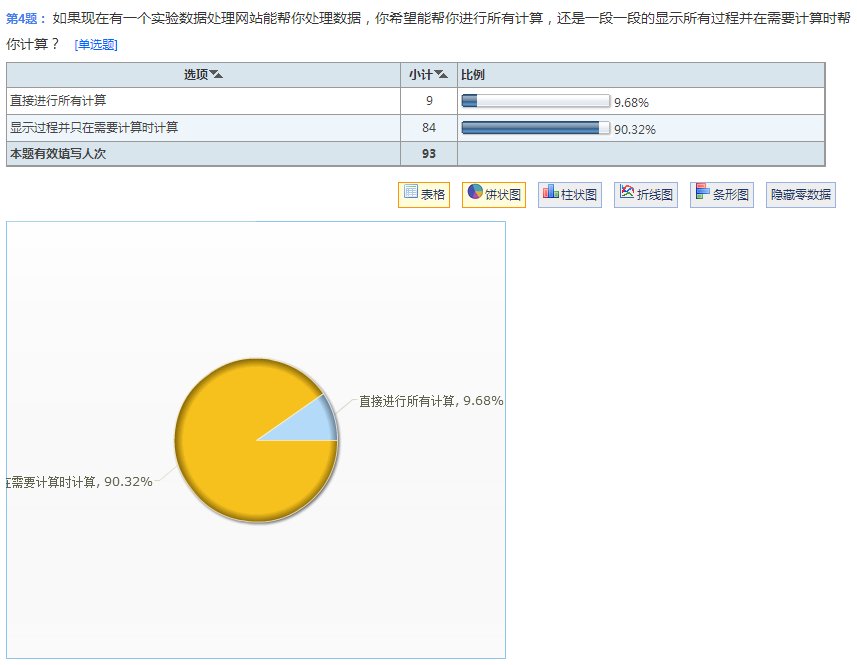 第4题： 如果现在有一个实验数据处理网站能帮你处理数据，你希望能帮你进行所有计算，还是一段一段的显示所有过程并在需要计算时帮
你计算？ [单选题]
选项 小计 比例
直接进行所有计算 9 9.68%
显示过程并只在需要计算时计算 84 90.32%
本题有效填写人次 93
表格 饼状图 柱状图 折线图 条形图 隐藏零数据
直接进行所有计算, 9.68%
在需要计算时计算, 90.32%